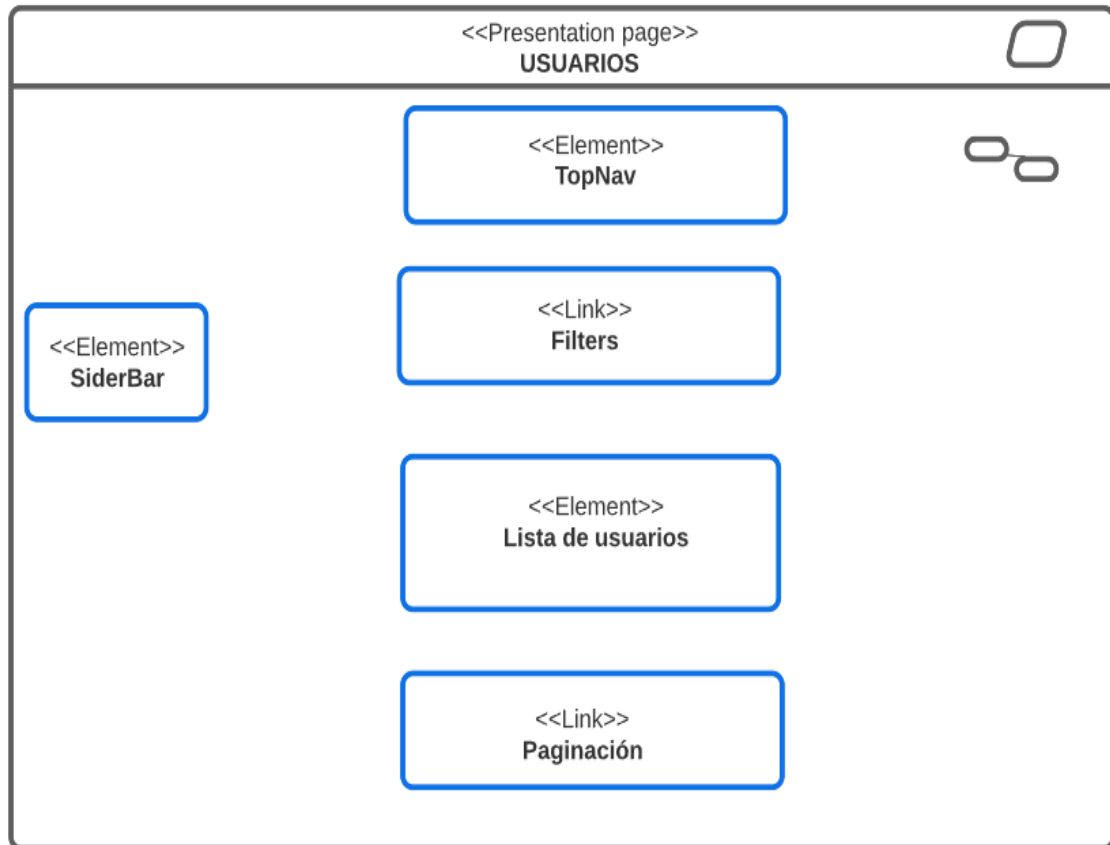 <<Presentation page>>
USUARIOS
<<Element>>
TopNav
<<Link>>
Filters
<<Element>>
SiderBar
<<Element>>
Lista de usuarios
<<Link>>
Paginación